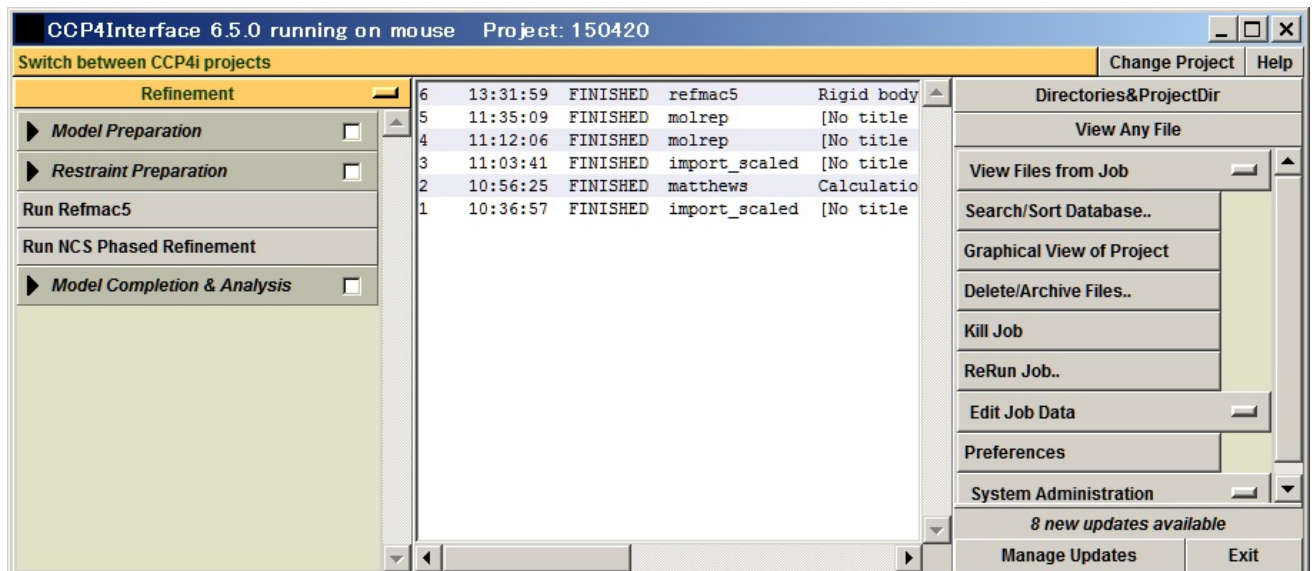 CCP4Interface 6.5.0 running on mouse Project: 150420
Switch between CCP4i projects Change Project Help
Refinement
Model Preparation
Restraint Preparation
Run Refmac5
Run NCS Phased Refinement
Model Completion & Analysis
6 13:31:59 FINISHED refmac5 Rigid body
5 11:35:09 FINISHED molrep [No title
4 11:12:06 FINISHED molrep [No title
3 11:03:41 FINISHED import_scaled [No title
2 10:56:25 FINISHED matthews Calculatio
1 10:36:57 FINISHED import_scaled [No title
Directories&ProjectDir
View Any File
View Files from Job
Search/Sort Database..
Graphical View of Project
Delete/Archive Files..
Kill Job
ReRun Job..
Edit Job Data
Preferences
System Administration
8 new updates available
Manage Updates Exit